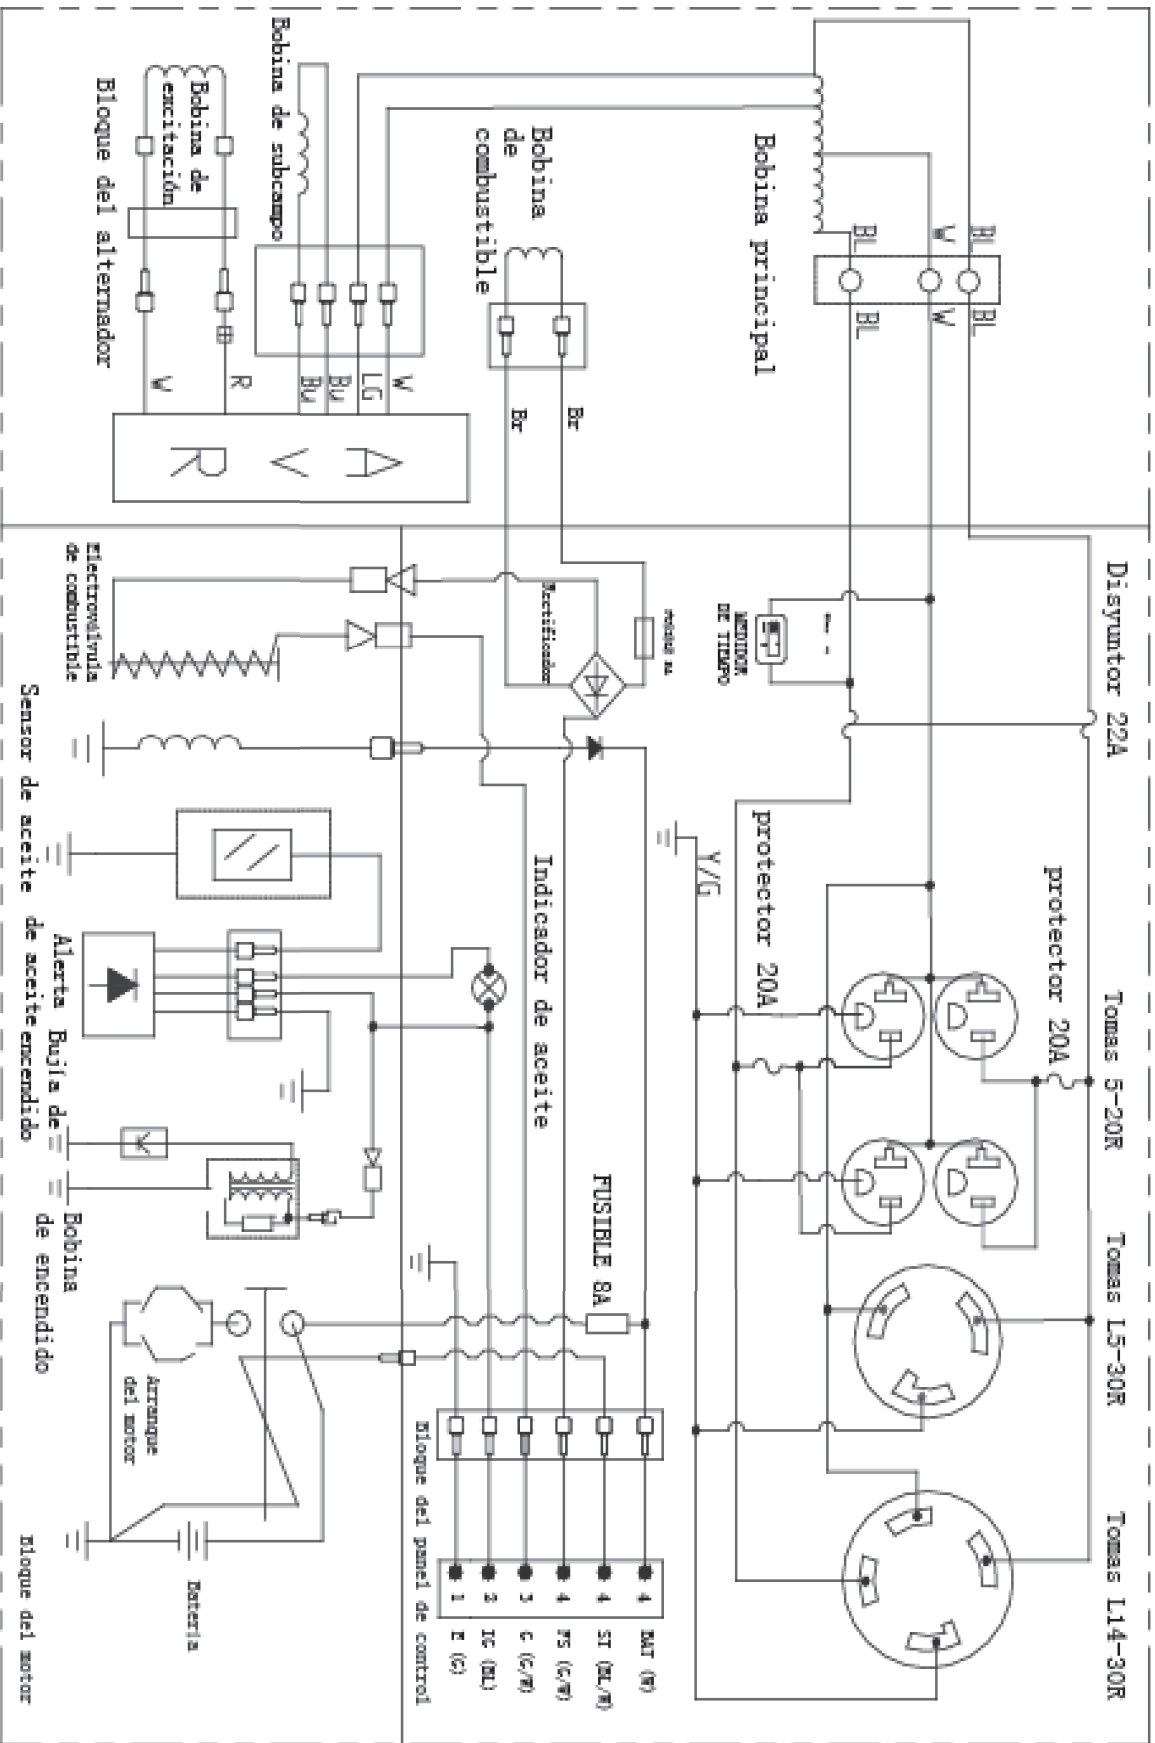 Disyuntor 22A
Tomas 5-20R
Tomas L5-30R
Tomas L14-30R
BL
W
BL
BL
W
BL
Bobina principal
MEDIDOR
DE TIEMPO
protector 20A
protector 20A
Y/G
Bobina
de
combustible
Br
Br
Rectificador
Indicador de aceite
FUSIBLE 8A
Bobina de subcampo
W
LG
Bw
Bw
Bobina de
excitación
R
W
A V R
Bloque del alternador
4 BAT (W)
4 ST (BL/W)
4 FS (G/W)
3 G (G/W)
2 IG (BL)
1 E (G)
Bloque del panel de control
Electroválvula
de combustible
Sensor de aceite
Alerta
de aceite
Bujía de
encendido
Bobina
de encendido
Arranque
del motor
Batería
Bloque del motor